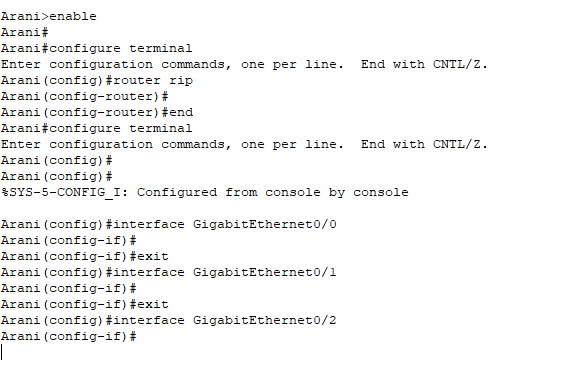 Arani>enable
Arani#
Arani#configure terminal
Enter configuration commands, one per line.  End with CNTL/Z.
Arani(config)#router rip
Arani(config-router)#
Arani(config-router)#end
Arani#configure terminal
Enter configuration commands, one per line.  End with CNTL/Z.
Arani(config)#
Arani(config)#
%SYS-5-CONFIG_I: Configured from console by console
Arani(config)#interface GigabitEthernet0/0
Arani(config-if)#
Arani(config-if)#exit
Arani(config)#interface GigabitEthernet0/1
Arani(config-if)#
Arani(config-if)#exit
Arani(config)#interface GigabitEthernet0/2
Arani(config-if)#